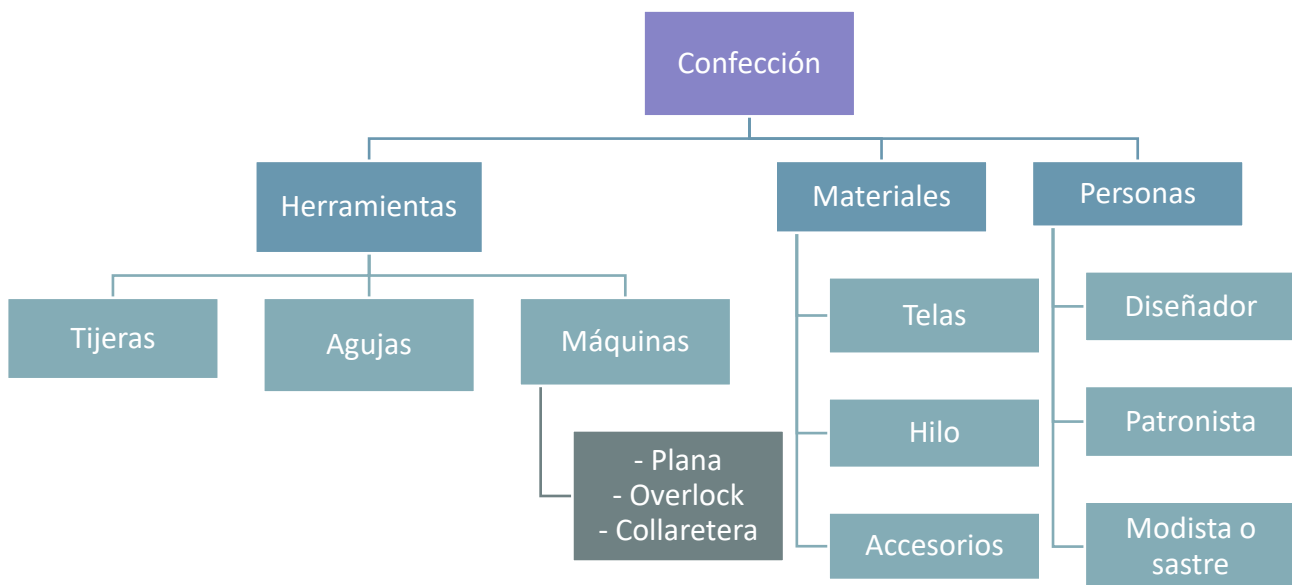 Confección
Herramientas
Materiales
Personas
Tijeras
Agujas
Máquinas
Telas
Diseñador
Hilo
Patronista
- Plana
- Overlock
- Collaretera
Accesorios
Modista o
sastre